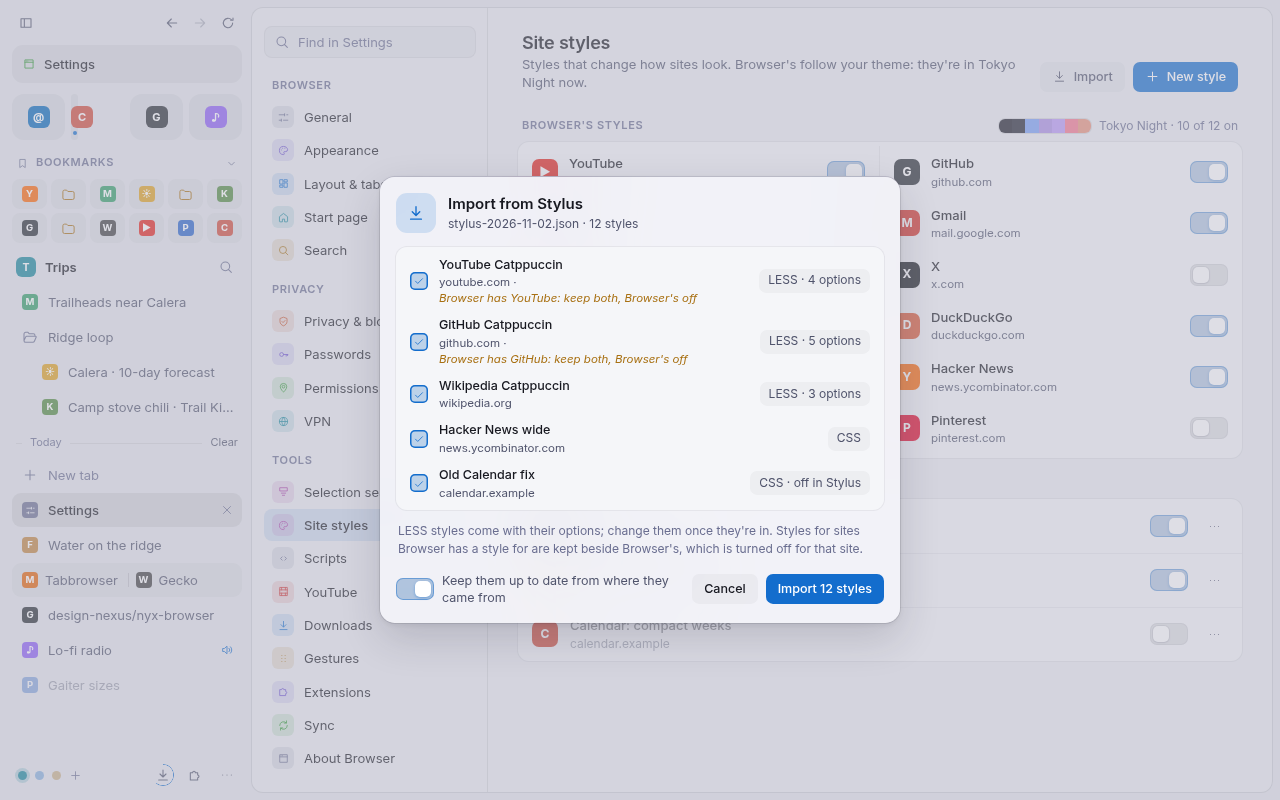 Settings
@
C
G
BOOKMARKS
Y
M
K
G
W
P
C
T
Trips
M
Trailheads near Calera
Ridge loop
Calera · 10-day forecast
K
Camp stove chili · Trail Ki...
Today
Clear
New tab
Settings
F
Water on the ridge
M
Tabbrowser
W
Gecko
G
design-nexus/nyx-browser
Lo-fi radio
P
Gaiter sizes
Find in Settings
BROWSER
General
Appearance
Layout & tab
Start page
Search
PRIVACY
Privacy & blo
Passwords
Permissions
VPN
TOOLS
Selection se
Site styles
Scripts
YouTube
Downloads
Gestures
Extensions
Sync
About Browser
Site styles
Styles that change how sites look. Browser's follow your theme: they're in Tokyo
Night now.
Import
New style
BROWSER'S STYLES
Tokyo Night · 10 of 12 on
YouTube
G
GitHub
github.com
M
Gmail
mail.google.com
X
X
x.com
D
DuckDuckGo
duckduckgo.com
Y
Hacker News
news.ycombinator.com
P
Pinterest
pinterest.com
C
Calendar: compact weeks
calendar.example
Import from Stylus
stylus-2026-11-02.json · 12 styles
YouTube Catppuccin
youtube.com ·
Browser has YouTube: keep both, Browser's off
LESS · 4 options
GitHub Catppuccin
github.com ·
Browser has GitHub: keep both, Browser's off
LESS · 5 options
Wikipedia Catppuccin
wikipedia.org
LESS · 3 options
Hacker News wide
news.ycombinator.com
CSS
Old Calendar fix
calendar.example
CSS · off in Stylus
LESS styles come with their options; change them once they're in. Styles for sites
Browser has a style for are kept beside Browser's, which is turned off for that site.
Keep them up to date from where they
came from
Cancel
Import 12 styles